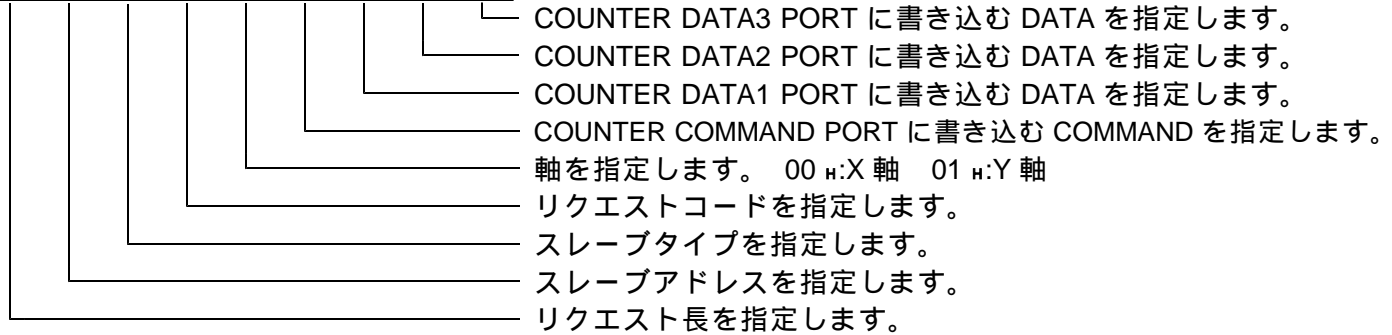 COUNTER DATA3 PORT に書き込む DATA を指定します。
COUNTER DATA2 PORT に書き込む DATA を指定します。
COUNTER DATA1 PORT に書き込む DATA を指定します。
COUNTER COMMAND PORT に書き込む COMMAND を指定します。
軸を指定します。 00 H:X 軸 01 H:Y 軸
リクエストコードを指定します。
スレーブタイプを指定します。
スレーブアドレスを指定します。
リクエスト長を指定します。